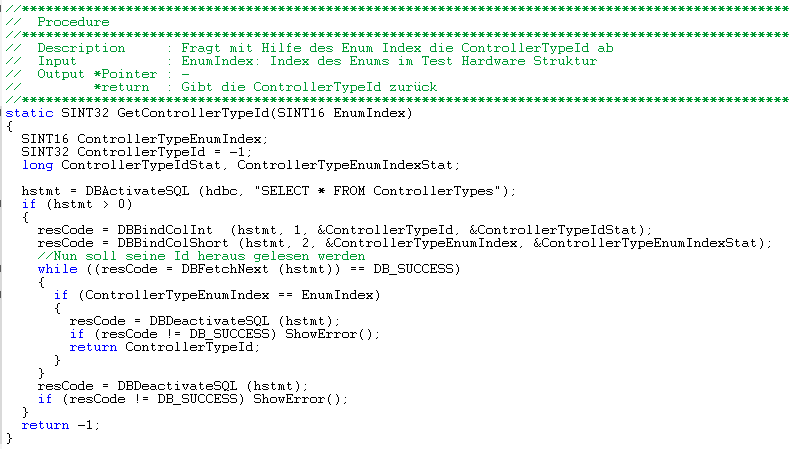 //************************************************************************************************
//  Procedure
//************************************************************************************************
//  Description     : Fragt mit Hilfe des Enum Index die ControllerTypeId ab
//  Input           : EnumIndex: Index des Enums im Test Hardware Struktur
//  Output *Pointer : -
//         *return  : Gibt die ControllerTypeId zurück
//************************************************************************************************
static SINT32 GetControllerTypeId(SINT16 EnumIndex)
{
  SINT16 ControllerTypeEnumIndex;
  SINT32 ControllerTypeId = -1;
  long ControllerTypeIdStat, ControllerTypeEnumIndexStat;
  hstmt = DBActivateSQL (hdbc, "SELECT * FROM ControllerTypes");
  if (hstmt > 0)
  {
    resCode = DBBindColInt  (hstmt, 1, &ControllerTypeId, &ControllerTypeIdStat);
    resCode = DBBindColShort (hstmt, 2, &ControllerTypeEnumIndex, &ControllerTypeEnumIndexStat);
    //Nun soll seine Id heraus gelesen werden
    while ((resCode = DBFetchNext (hstmt)) == DB_SUCCESS)
    {
      if (ControllerTypeEnumIndex == EnumIndex)
      {
        resCode = DBDeactivateSQL (hstmt);
        if (resCode != DB_SUCCESS) ShowError();
        return ControllerTypeId;
      }
    }
    resCode = DBDeactivateSQL (hstmt);
    if (resCode != DB_SUCCESS) ShowError();
  }
  return -1;
}